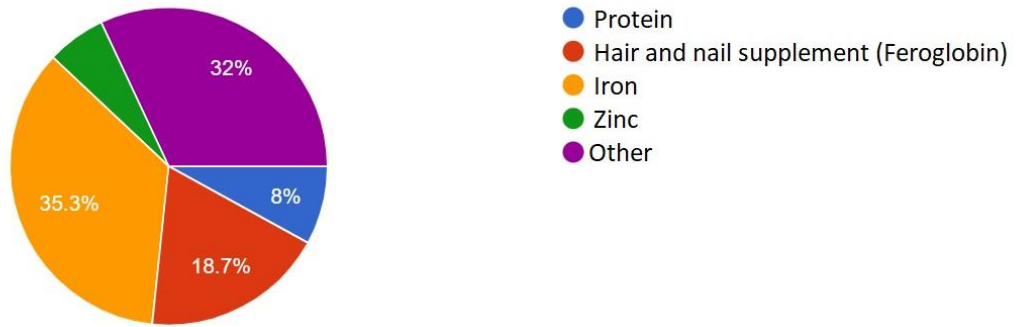 32%
35.3%
8%
18.7%
Protein
Hair and nail supplement (Feroglobin)
Iron
Zinc
Other